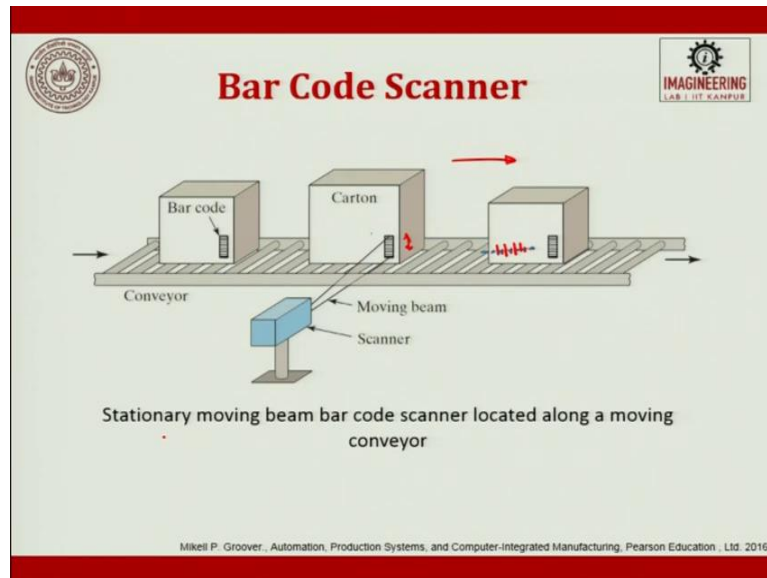 Bar Code Scanner
IMAGINEERING
LAB | IIT KANPUR
Bar code
Carton
Conveyor
Moving beam
Scanner
Stationary moving beam bar code scanner located along a moving
conveyor
Mikell P. Groover., Automation, Production Systems, and Computer-Integrated Manufacturing, Pearson Education , Ltd. 2016